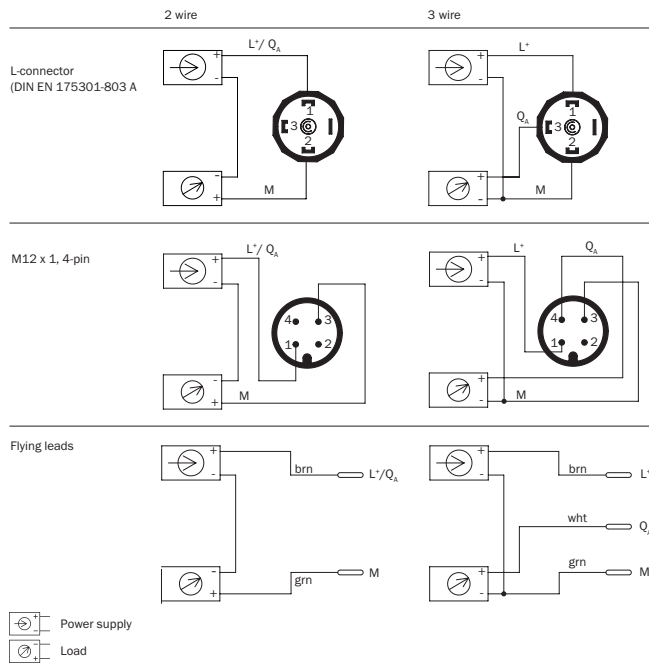 2 wire
3 wire
L-connector
(DIN EN 175301-803 A
+
-
L+/ QA
1
3
2
-
+
M
+
-
L+
QA
1
3
2
+
-
M
M12 x 1, 4-pin
+
-
L+/ QA
4
3
1
2
-
+
M
+
-
L+
QA
4
3
1
2
+
-
M
Flying leads
+
-
brn
L+/QA
-
+
grn
M
+
-
brn
L+
wht
QA
+
-
grn
M
+
-
Power supply
-
+
Load